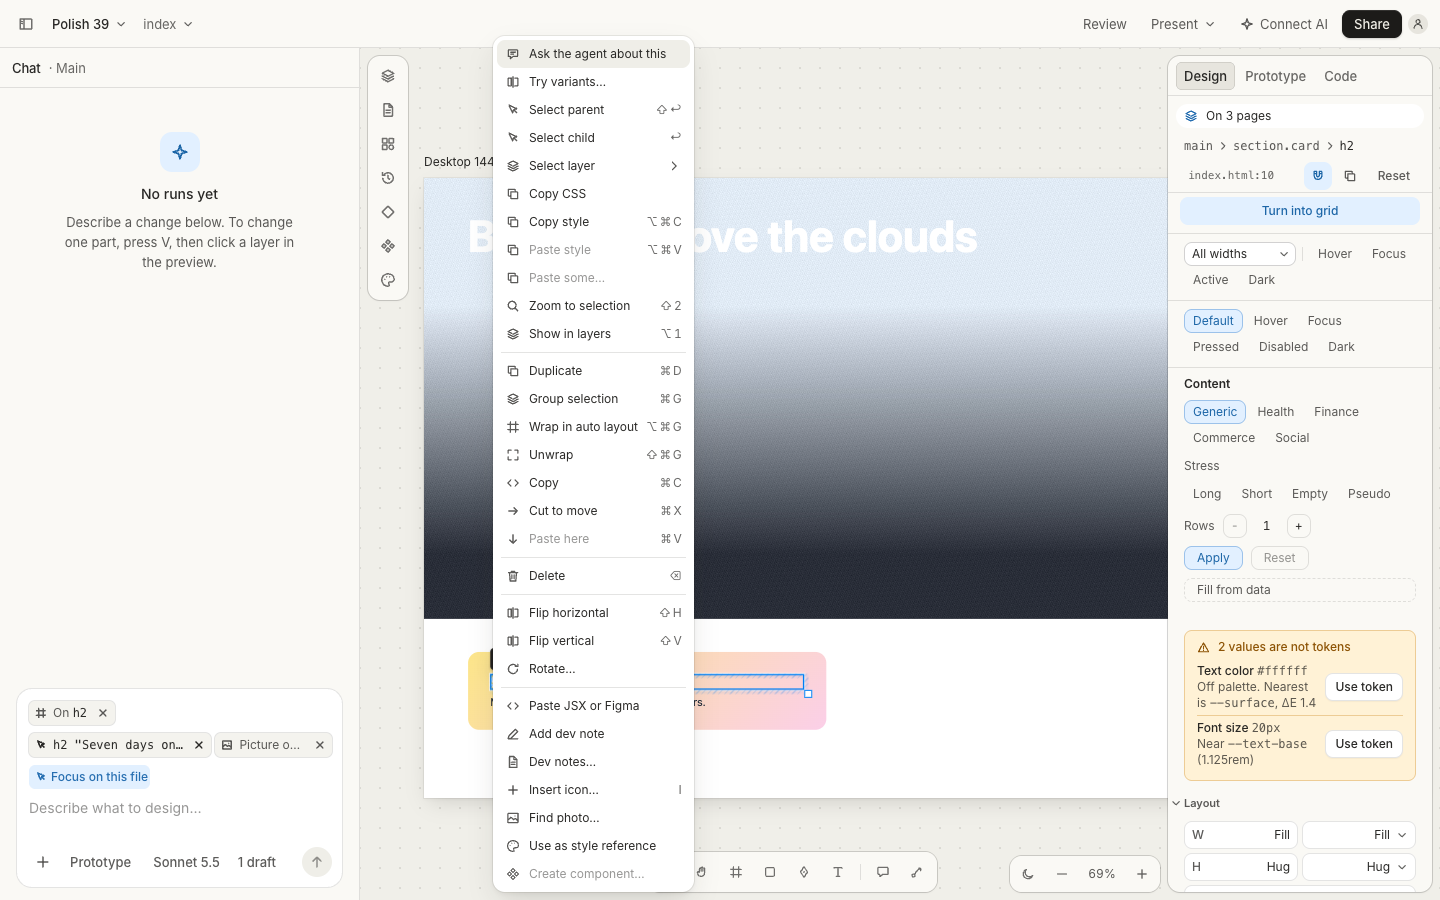 Polish 39
index
Review
Present
Connect AI
Share
Chat · Main
No runs yet
Describe a change below. To change
one part, press V, then click a layer in
the preview.
On h2
h2 "Seven days on…
Picture o…
Focus on this file
Describe what to design...
Prototype
Sonnet 5.5
1 draft
Desktop 144
B
ove the clouds
rs.
Ask the agent about this
Try variants...
Select parent ⇧ ↩
Select child ↩
Select layer
Copy CSS
Copy style ⌥ ⌘ C
Paste style ⌥ ⌘ V
Paste some...
Zoom to selection ⇧ 2
Show in layers ⌥ 1
Duplicate ⌘ D
Group selection ⌘ G
Wrap in auto layout ⌥ ⌘ G
Unwrap ⇧ ⌘ G
Copy ⌘ C
Cut to move ⌘ X
Paste here ⌘ V
Delete ⌫
Flip horizontal ⇧ H
Flip vertical ⇧ V
Rotate...
Paste JSX or Figma
Add dev note
Dev notes...
Insert icon... I
Find photo...
Use as style reference
Create component...
69%
Design
Prototype
Code
On 3 pages
main > section.card > h2
index.html:10
Reset
Turn into grid
All widths
Hover
Focus
Active
Dark
Default
Hover
Focus
Pressed
Disabled
Dark
Content
Generic
Health
Finance
Commerce
Social
Stress
Long
Short
Empty
Pseudo
Rows - 1 +
Apply
Reset
Fill from data
2 values are not tokens
Text color #ffffff
Off palette. Nearest
is --surface, ΔE 1.4
Use token
Font size 20px
Near --text-base
(1.125rem)
Use token
Layout
W Fill
Fill
H Hug
Hug